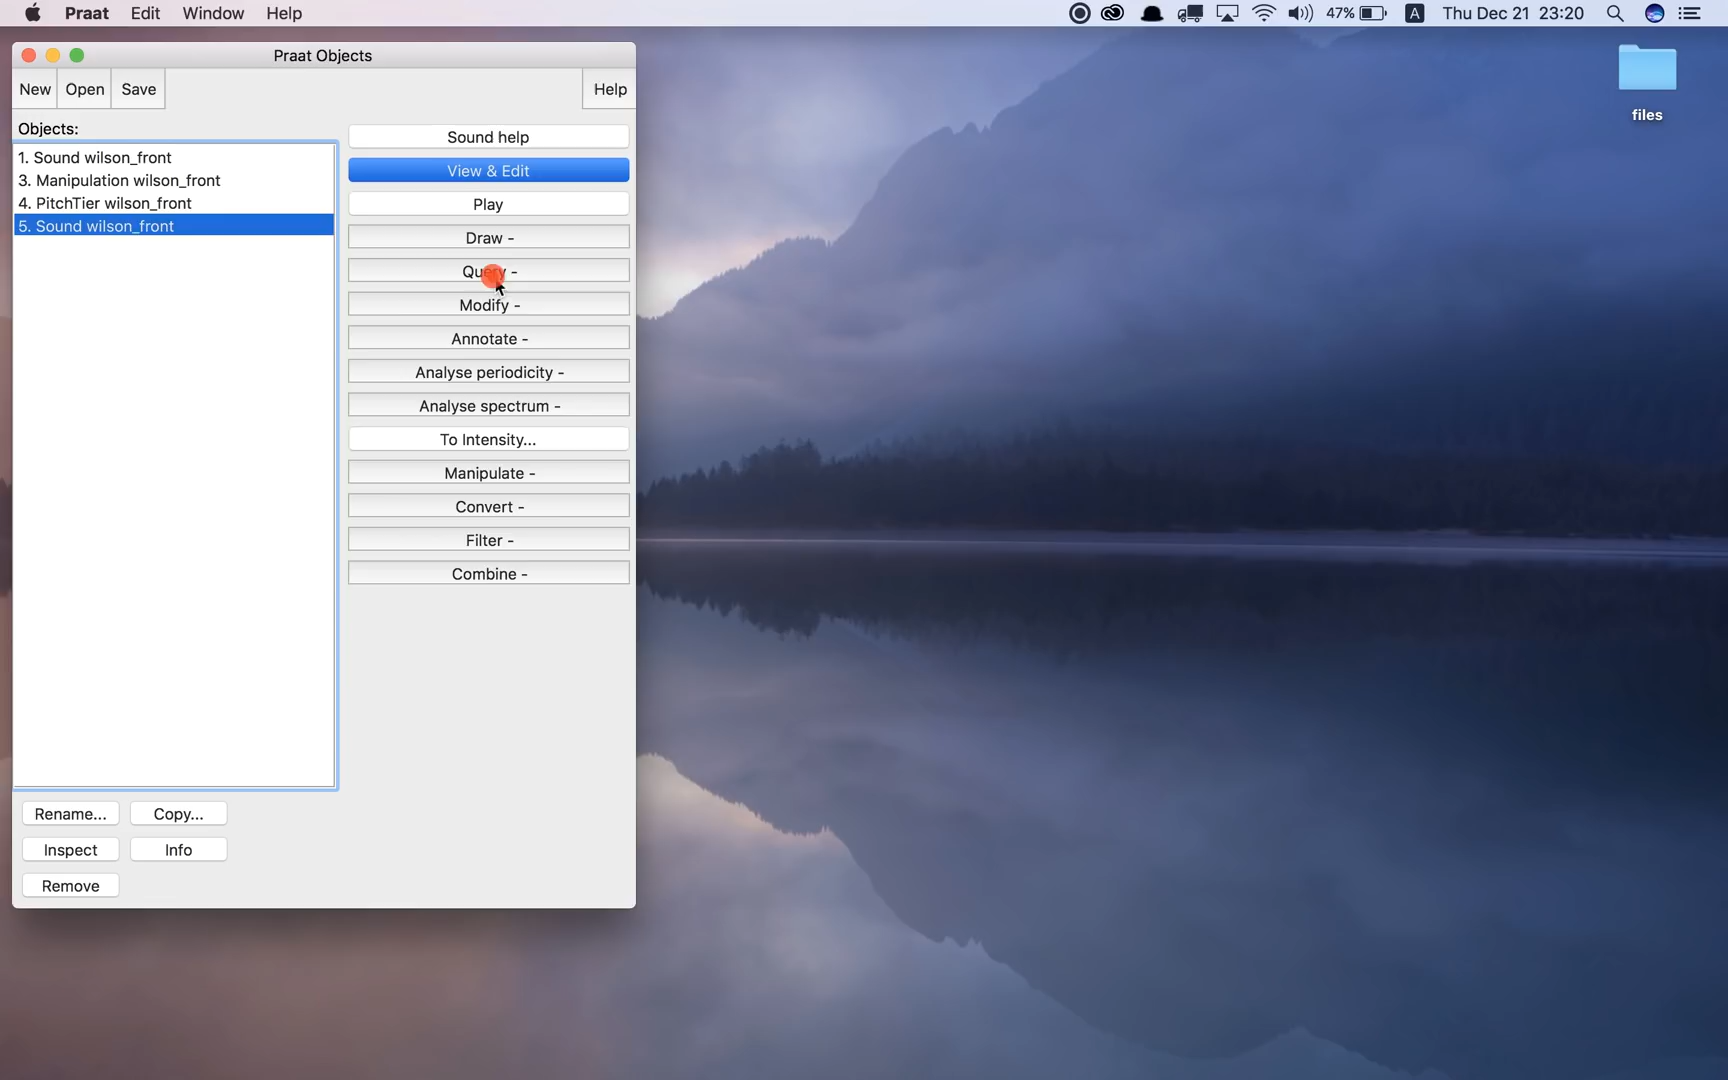 Praat Edit Window Help
47% A Thu Dec 21 23:20
Praat Objects
New Open Save Help
Objects:
1. Sound wilson_front
3. Manipulation wilson_front
4. PitchTier wilson_front
5. Sound wilson_front
Sound help
View & Edit
Play
Draw -
Query -
Modify -
Annotate -
Analyse periodicity -
Analyse spectrum -
To Intensity...
Manipulate -
Convert -
Filter -
Combine -
Rename... Copy...
Inspect Info
Remove
files